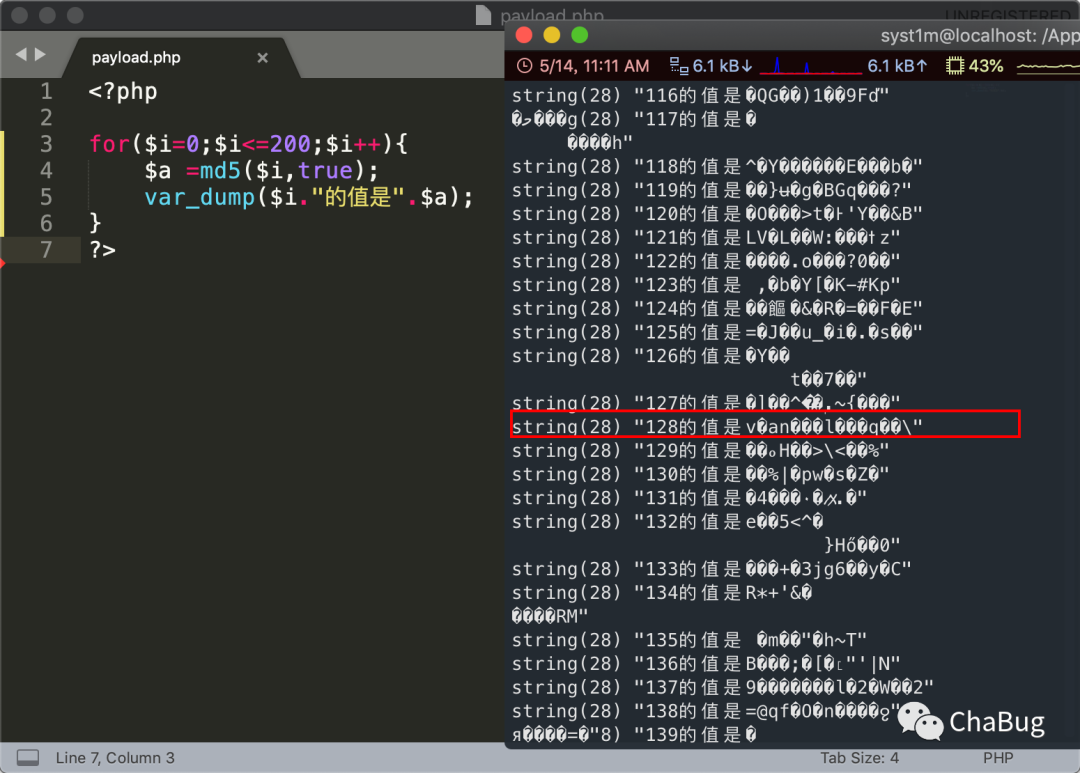 payload.php
UNREGISTERED
payload.php
1 <?php
2
3 for($i=0;$i<=200;$i++){
4 $a =md5($i,true);
5 var_dump($i."的值是".$a);
6 }
7 ?>
Line 7, Column 3
Tab Size: 4
PHP
syst1m@localhost: /App
5/14, 11:11 AM 6.1 kB↓ 6.1 kB↑ 43%
string(28) "116的值是�QG��)1��9Fď"
g(28) "117的值是�
����h"
string(28) "118的值是^�Y������E���b�"
string(28) "119的值是��}ʉ�g�BGq���?"
string(28) "120的值是�O���>t�ͱ'Y��&B"
string(28) "121的值是LV�L��W:���ƚz"
string(28) "122的值是����.o���?0��"
string(28) "123的值是 ,�b�Y[�K-#Kp"
string(28) "124的值是��饇�&�R�=��F�E"
string(28) "125的值是=�J��u_�i�.�s��"
string(28) "126的值是�Y��
t��7��"
string(28) "127的值是�]��^��.~{���"
string(28) "128的值是v�an���l���q��\"
string(28) "129的值是��ﻩH��>\<��%"
string(28) "130的值是��%|�pw�s�Z�"
string(28) "131的值是�4���·�.�"
string(28) "132的值是e��5<^�
}Hő��0"
string(28) "133的值是���+�3jg6��y�C"
string(28) "134的值是R*+'&�
����RM"
string(28) "135的值是 �m��"�h~T"
string(28) "136的值是B���;�[�"'|N"
string(28) "137的值是9�������l�2�W��2"
string(28) "138的值是=@qf�O�n����"
я����=�"8) "139的值是�
ChaBug